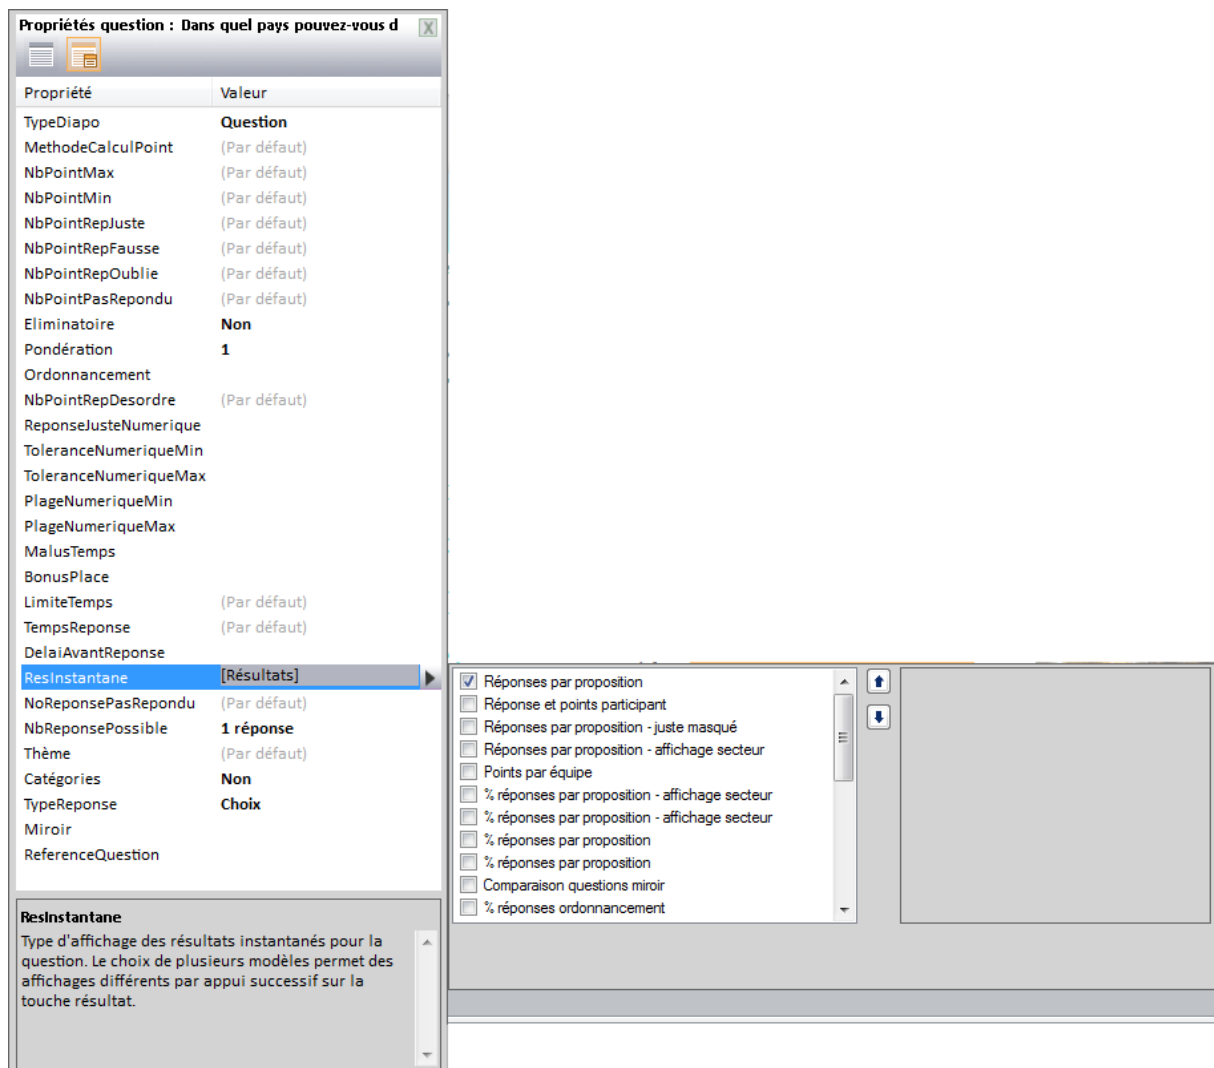 Propriétés question :  Dans quel pays pouvez-vous d
Propriété Valeur
TypeDiapo Question
MethodeCalculPoint (Par défaut)
NbPointMax (Par défaut)
NbPointMin (Par défaut)
NbPointRepJuste (Par défaut)
NbPointRepFausse (Par défaut)
NbPointRepOublie (Par défaut)
NbPointPasRepondu (Par défaut)
Eliminatoire Non
Pondération 1
Ordonnancement
NbPointRepDesordre (Par défaut)
ReponseJusteNumerique
ToleranceNumeriqueMin
ToleranceNumeriqueMax
PlageNumeriqueMin
PlageNumeriqueMax
MalusTemps
BonusPlace
LimiteTemps (Par défaut)
TempsReponse (Par défaut)
DelaiAvantReponse
ResInstantane [Résultats]
NoReponsePasRepondu (Par défaut)
NbReponsePossible 1 réponse
Thème (Par défaut)
Catégories Non
TypeReponse Choix
Miroir
ReferenceQuestion
Réponses par proposition
Réponse et points participant
Réponses par proposition - juste masqué
Réponses par proposition - affichage secteur
Points par équipe
% réponses par proposition - affichage secteur
% réponses par proposition - affichage secteur
% réponses par proposition
% réponses par proposition
Comparaison questions miroir
% réponses ordonnancement
ResInstantane
Type d'affichage des résultats instantanés pour la
question. Le choix de plusieurs modèles permet des
affichages différents par appui successif sur la
touche résultat.